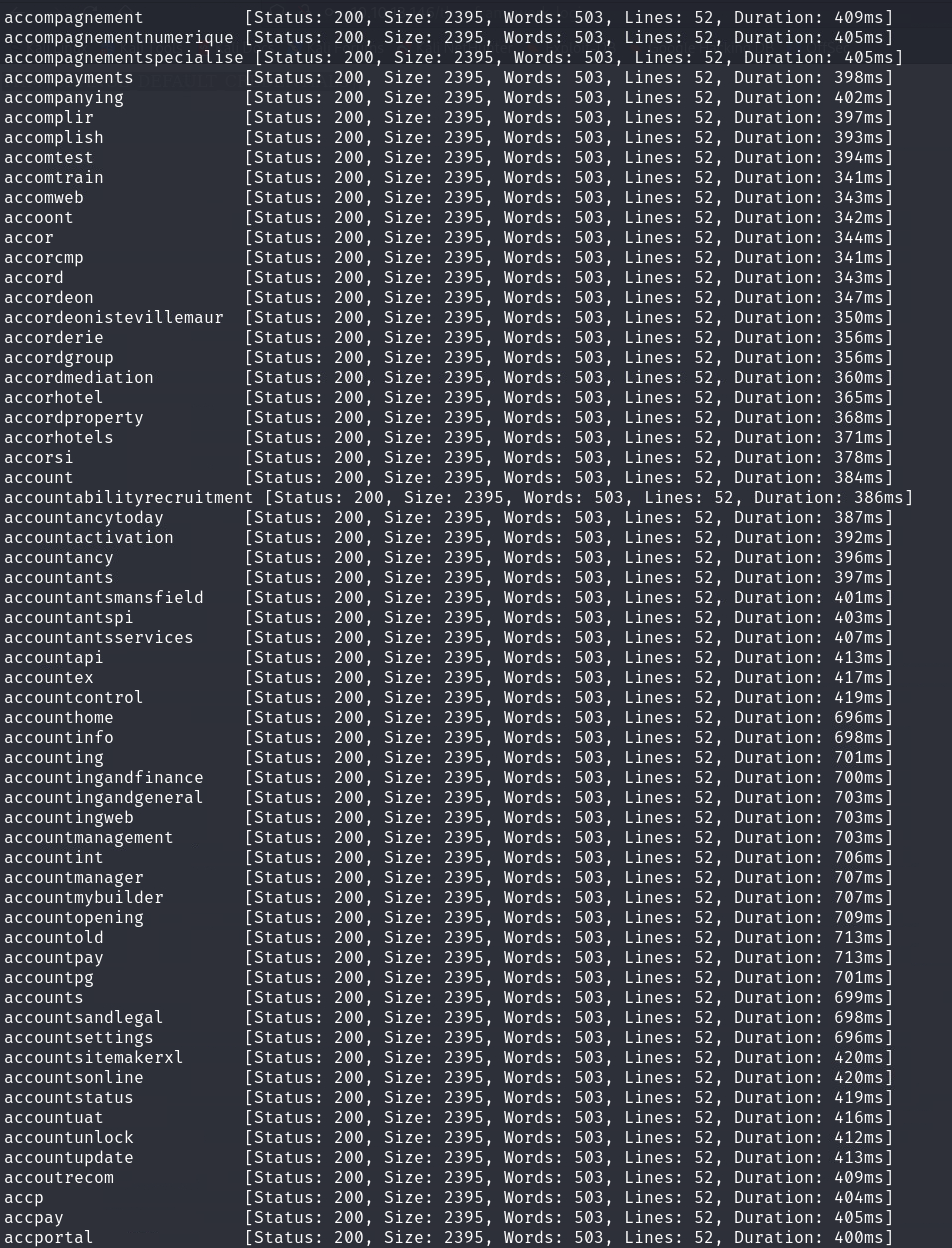 accompagnement [Status: 200, Size: 2395, Words: 503, Lines: 52, Duration: 409ms]
accompagnementnumerique [Status: 200, Size: 2395, Words: 503, Lines: 52, Duration: 405ms]
accompagnementspecialise [Status: 200, Size: 2395, Words: 503, Lines: 52, Duration: 405ms]
accompayments [Status: 200, Size: 2395, Words: 503, Lines: 52, Duration: 398ms]
accompanying [Status: 200, Size: 2395, Words: 503, Lines: 52, Duration: 402ms]
accomplir [Status: 200, Size: 2395, Words: 503, Lines: 52, Duration: 397ms]
accomplish [Status: 200, Size: 2395, Words: 503, Lines: 52, Duration: 393ms]
accomtest [Status: 200, Size: 2395, Words: 503, Lines: 52, Duration: 394ms]
accomtrain [Status: 200, Size: 2395, Words: 503, Lines: 52, Duration: 341ms]
accomweb [Status: 200, Size: 2395, Words: 503, Lines: 52, Duration: 343ms]
accoont [Status: 200, Size: 2395, Words: 503, Lines: 52, Duration: 342ms]
accor [Status: 200, Size: 2395, Words: 503, Lines: 52, Duration: 344ms]
accorcmp [Status: 200, Size: 2395, Words: 503, Lines: 52, Duration: 341ms]
accord [Status: 200, Size: 2395, Words: 503, Lines: 52, Duration: 343ms]
accordeon [Status: 200, Size: 2395, Words: 503, Lines: 52, Duration: 347ms]
accordeonistevillemaur [Status: 200, Size: 2395, Words: 503, Lines: 52, Duration: 350ms]
accorderie [Status: 200, Size: 2395, Words: 503, Lines: 52, Duration: 356ms]
accordgroup [Status: 200, Size: 2395, Words: 503, Lines: 52, Duration: 356ms]
accordmediation [Status: 200, Size: 2395, Words: 503, Lines: 52, Duration: 360ms]
accorhotel [Status: 200, Size: 2395, Words: 503, Lines: 52, Duration: 365ms]
accordproperty [Status: 200, Size: 2395, Words: 503, Lines: 52, Duration: 368ms]
accorhotels [Status: 200, Size: 2395, Words: 503, Lines: 52, Duration: 371ms]
accorsi [Status: 200, Size: 2395, Words: 503, Lines: 52, Duration: 378ms]
account [Status: 200, Size: 2395, Words: 503, Lines: 52, Duration: 384ms]
accountabilityrecruitment [Status: 200, Size: 2395, Words: 503, Lines: 52, Duration: 386ms]
accountancytoday [Status: 200, Size: 2395, Words: 503, Lines: 52, Duration: 387ms]
accountactivation [Status: 200, Size: 2395, Words: 503, Lines: 52, Duration: 392ms]
accountancy [Status: 200, Size: 2395, Words: 503, Lines: 52, Duration: 396ms]
accountants [Status: 200, Size: 2395, Words: 503, Lines: 52, Duration: 397ms]
accountantsmansfield [Status: 200, Size: 2395, Words: 503, Lines: 52, Duration: 401ms]
accountantspi [Status: 200, Size: 2395, Words: 503, Lines: 52, Duration: 403ms]
accountantsservices [Status: 200, Size: 2395, Words: 503, Lines: 52, Duration: 407ms]
accountapi [Status: 200, Size: 2395, Words: 503, Lines: 52, Duration: 413ms]
accountex [Status: 200, Size: 2395, Words: 503, Lines: 52, Duration: 417ms]
accountcontrol [Status: 200, Size: 2395, Words: 503, Lines: 52, Duration: 419ms]
accounthome [Status: 200, Size: 2395, Words: 503, Lines: 52, Duration: 696ms]
accountinfo [Status: 200, Size: 2395, Words: 503, Lines: 52, Duration: 698ms]
accounting [Status: 200, Size: 2395, Words: 503, Lines: 52, Duration: 701ms]
accountingandfinance [Status: 200, Size: 2395, Words: 503, Lines: 52, Duration: 700ms]
accountingandgeneral [Status: 200, Size: 2395, Words: 503, Lines: 52, Duration: 703ms]
accountingweb [Status: 200, Size: 2395, Words: 503, Lines: 52, Duration: 703ms]
accountmanagement [Status: 200, Size: 2395, Words: 503, Lines: 52, Duration: 703ms]
accountint [Status: 200, Size: 2395, Words: 503, Lines: 52, Duration: 706ms]
accountmanager [Status: 200, Size: 2395, Words: 503, Lines: 52, Duration: 707ms]
accountmybuilder [Status: 200, Size: 2395, Words: 503, Lines: 52, Duration: 707ms]
accountopening [Status: 200, Size: 2395, Words: 503, Lines: 52, Duration: 709ms]
accountold [Status: 200, Size: 2395, Words: 503, Lines: 52, Duration: 713ms]
accountpay [Status: 200, Size: 2395, Words: 503, Lines: 52, Duration: 713ms]
accountpg [Status: 200, Size: 2395, Words: 503, Lines: 52, Duration: 701ms]
accounts [Status: 200, Size: 2395, Words: 503, Lines: 52, Duration: 699ms]
accountsandlegal [Status: 200, Size: 2395, Words: 503, Lines: 52, Duration: 698ms]
accountsettings [Status: 200, Size: 2395, Words: 503, Lines: 52, Duration: 696ms]
accountsitemakerxl [Status: 200, Size: 2395, Words: 503, Lines: 52, Duration: 420ms]
accountsonline [Status: 200, Size: 2395, Words: 503, Lines: 52, Duration: 420ms]
accountstatus [Status: 200, Size: 2395, Words: 503, Lines: 52, Duration: 419ms]
accountuat [Status: 200, Size: 2395, Words: 503, Lines: 52, Duration: 416ms]
accountunlock [Status: 200, Size: 2395, Words: 503, Lines: 52, Duration: 412ms]
accountupdate [Status: 200, Size: 2395, Words: 503, Lines: 52, Duration: 413ms]
accoutrecom [Status: 200, Size: 2395, Words: 503, Lines: 52, Duration: 409ms]
accp [Status: 200, Size: 2395, Words: 503, Lines: 52, Duration: 404ms]
accpay [Status: 200, Size: 2395, Words: 503, Lines: 52, Duration: 405ms]
accportal [Status: 200, Size: 2395, Words: 503, Lines: 52, Duration: 400ms]